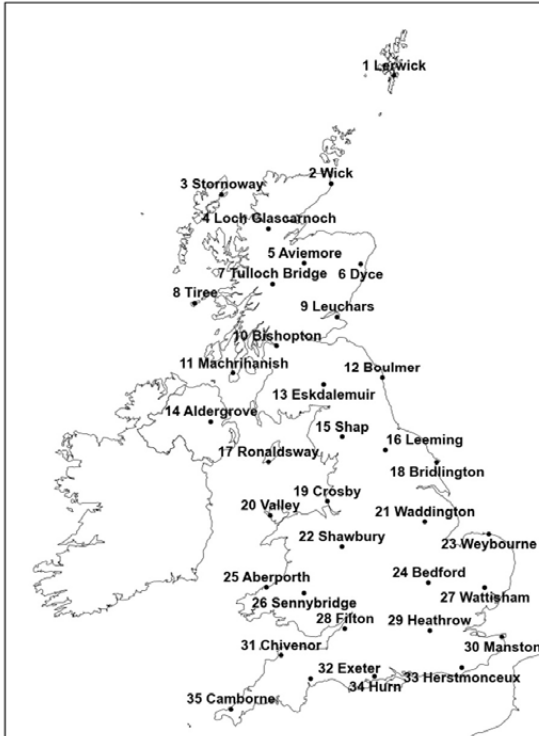 1 Lerwick
2 Wick
3 Stornoway
4 Loch Glascarnoch
5 Aviemore
6 Dyce
7 Tulloch Bridge
8 Tiree
9 Leuchars
10 Bishopton
11 Machrihanish
12 Boulmer
13 Eskdalemuir
14 Aldergrove
15 Shap
16 Leeming
17 Ronaldsway
18 Bridlington
19 Crosby
20 Valley
21 Waddington
22 Shawbury
23 Weybourne
24 Bedford
25 Aberporth
26 Sennybridge
27 Wattisham
28 Filton
29 Heathrow
30 Manston
31 Chivenor
32 Exeter
33 Herstmonceux
34 Hurn
35 Camborne